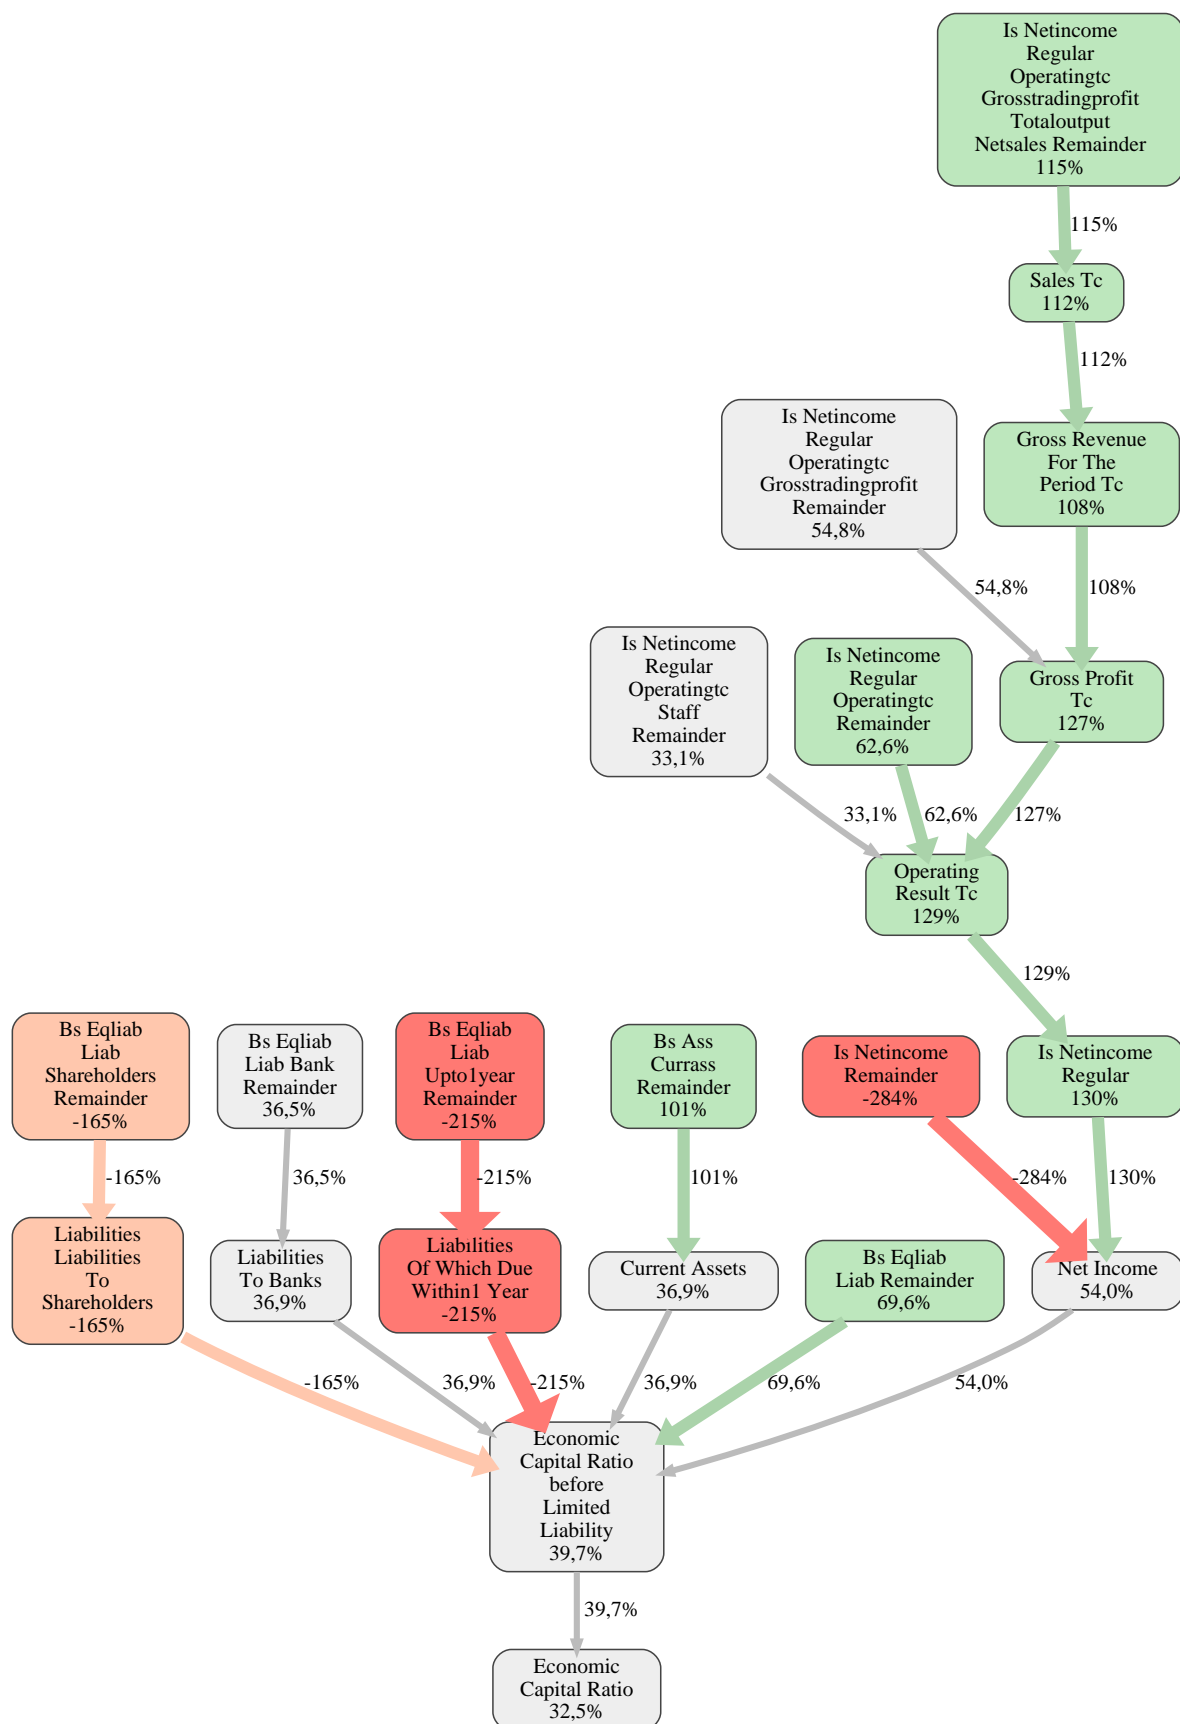 Is Netincome
Regular
Operatingtc
Grosstradingprofit
Totaloutput
Netsales Remainder
115%
115%
Sales Tc
112%
112%
Is Netincome
Regular
Operatingtc
Grosstradingprofit
Remainder
54,8%
Gross Revenue
For The
Period Tc
108%
54,8%
108%
Is Netincome
Regular
Operatingtc
Staff
Remainder
33,1%
Is Netincome
Regular
Operatingtc
Remainder
62,6%
Gross Profit
Tc
127%
33,1%
62,6%
127%
Operating
Result Tc
129%
129%
Bs Eqliab
Liab
Shareholders
Remainder
-165%
Bs Eqliab
Liab Bank
Remainder
36,5%
Bs Eqliab
Liab
Upto1year
Remainder
-215%
Bs Ass
Currass
Remainder
101%
Is Netincome
Remainder
-284%
Is Netincome
Regular
130%
-165%
36,5%
-215%
101%
-284%
130%
Liabilities
Liabilities
To
Shareholders
-165%
Liabilities
To Banks
36,9%
Liabilities
Of Which Due
Within1 Year
-215%
Current Assets
36,9%
Bs Eqliab
Liab Remainder
69,6%
Net Income
54,0%
-165%
36,9%
-215%
36,9%
69,6%
54,0%
Economic
Capital Ratio
before
Limited
Liability
39,7%
39,7%
Economic
Capital Ratio
32,5%